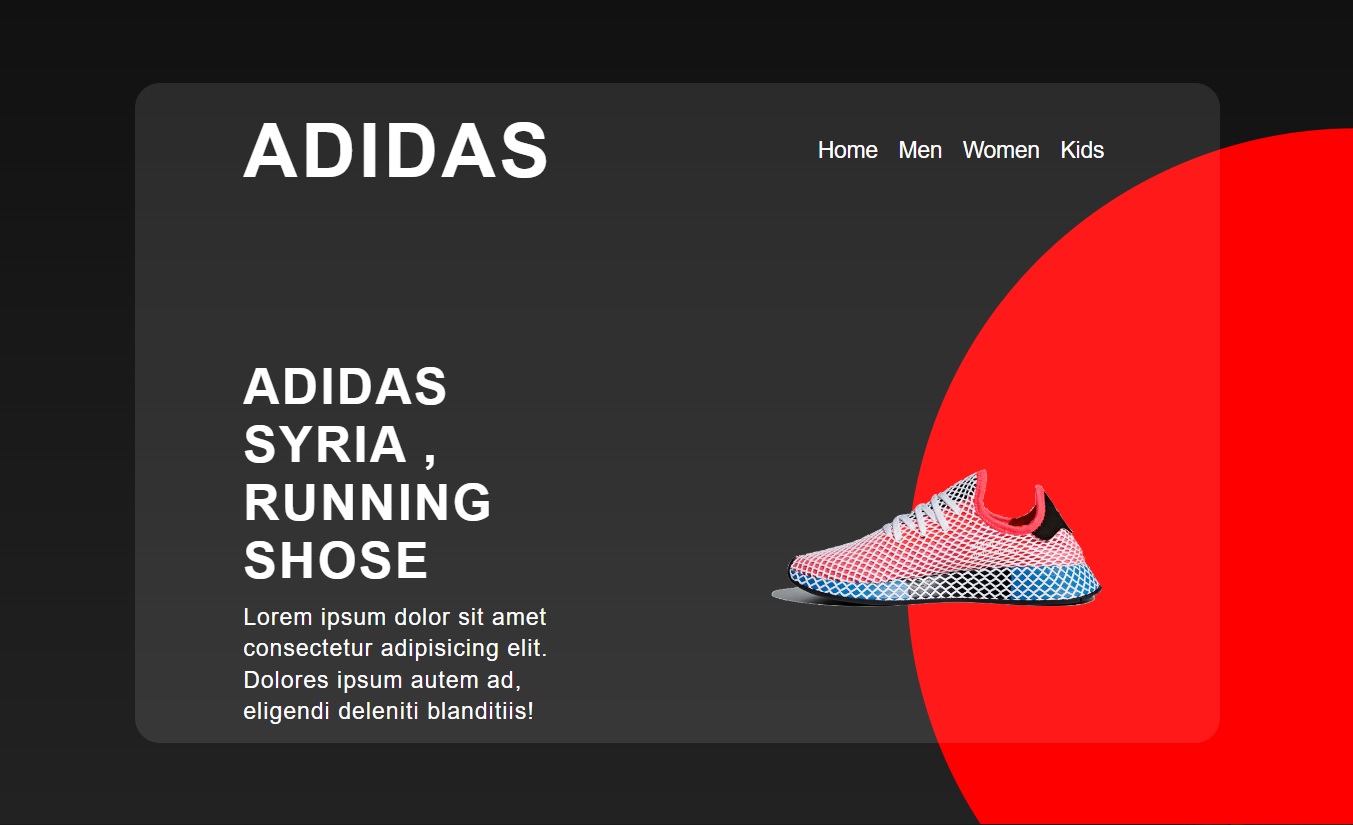 ADIDAS
Home Men Women Kids
ADIDAS
SYRIA ,
RUNNING
SHOSE
Lorem ipsum dolor sit amet
consectetur adipisicing elit.
Dolores ipsum autem ad,
eligendi deleniti blanditiis!